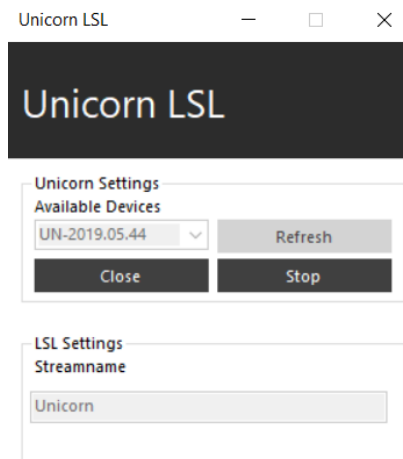 Unicorn LSL
Unicorn LSL
Unicorn Settings
Available Devices
UN-2019.05.44
Refresh
Close
Stop
LSL Settings
Streamname
Unicorn